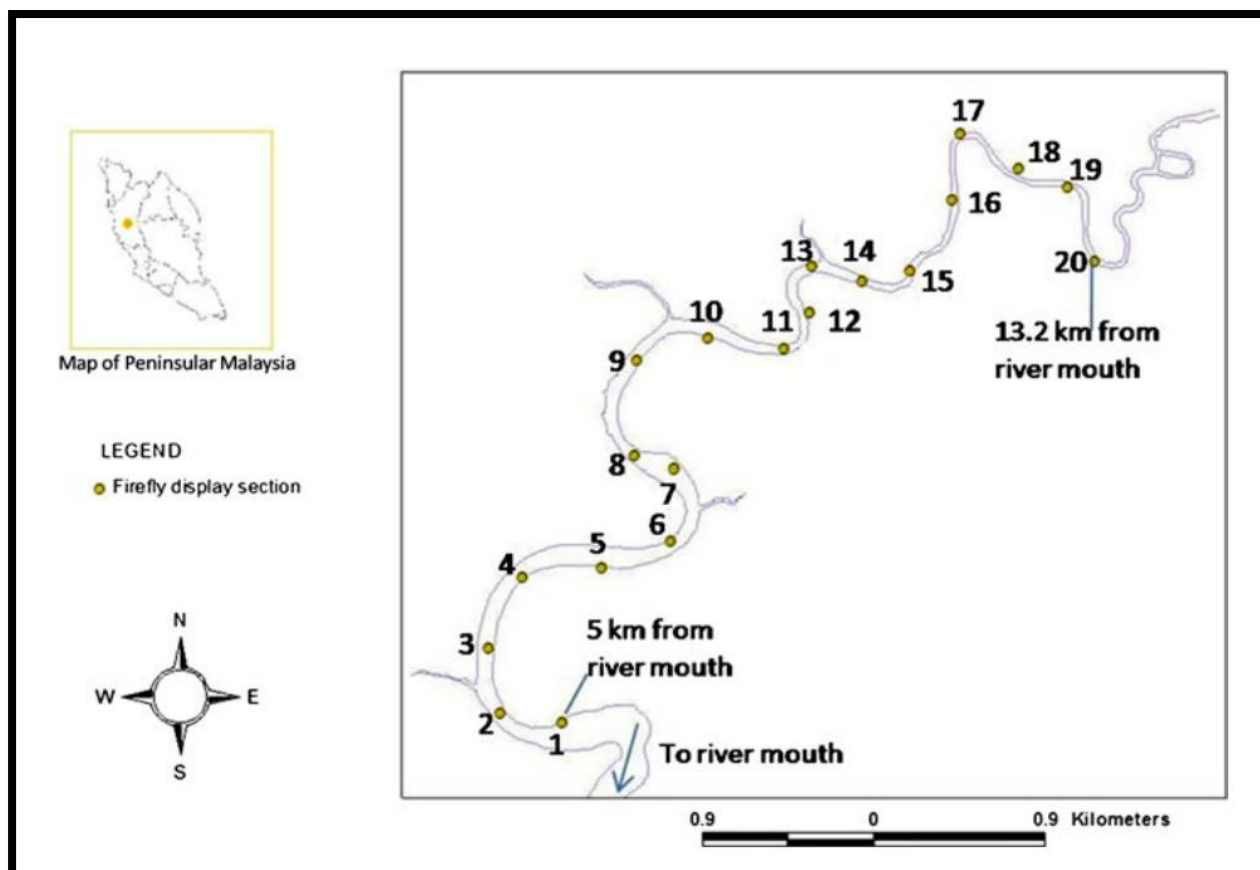 Map of Peninsular Malaysia
LEGEND
Firefly display section
N
W
E
S
17
18
19
16
13
14
15
20
10
11
12
13.2 km from
river mouth
9
8
7
6
5
4
5 km from
river mouth
3
2
1
To river mouth
0.9
0
0.9
Kilometers